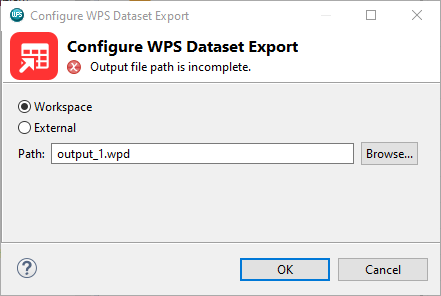 WPS Configure WPS Dataset Export
Configure WPS Dataset Export
Output file path is incomplete.
Workspace
External
Path: output_1.wpd Browse...
? OK Cancel